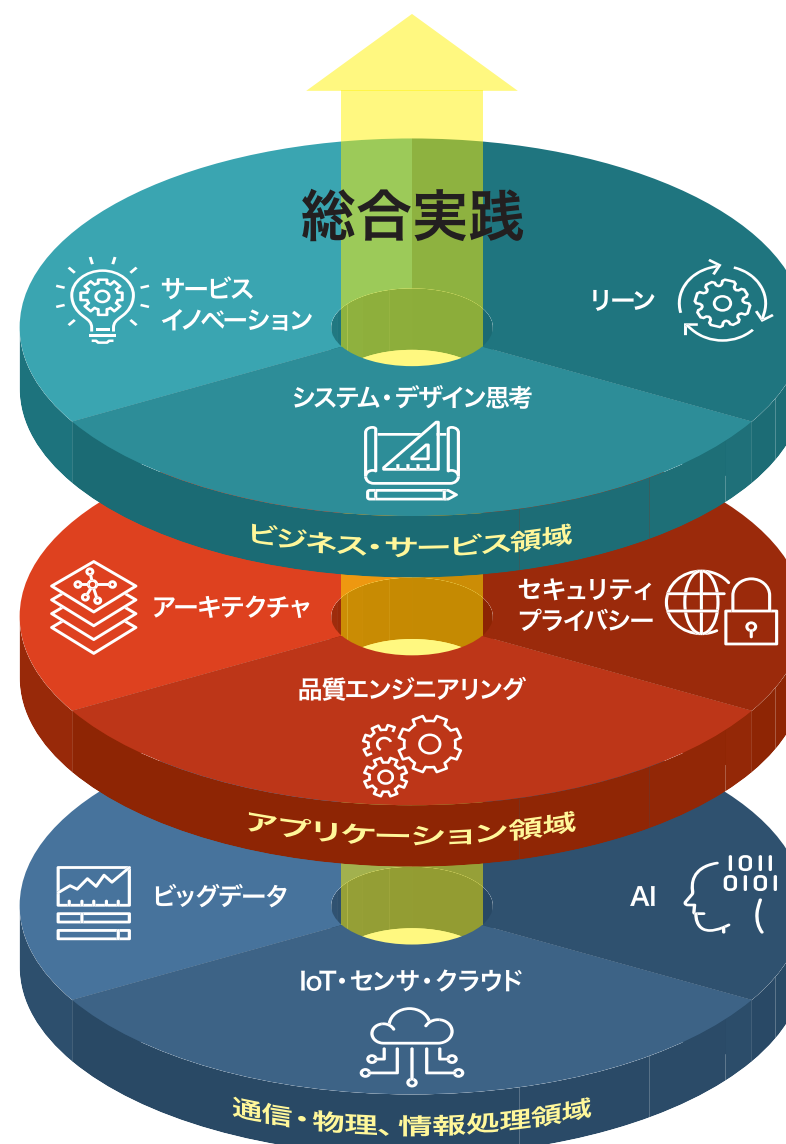 総合実践
サービス
イノベーション
リーン
システム・デザイン思考
ビジネス・サービス領域
アーキテクチャ
セキュリティ
プライバシー
品質エンジニアリング
アプリケーション領域
ビッグデータ
AI
1011
0101
IoT・センサ・クラウド
通信・物理、情報処理領域